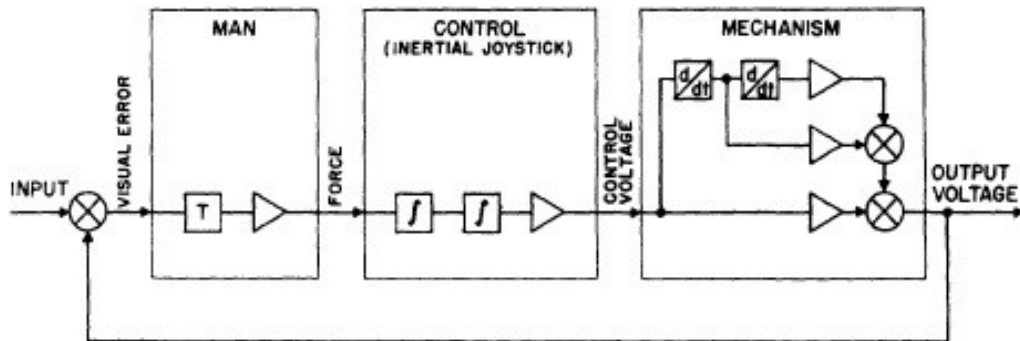 MAN
CONTROL
(INERTIAL JOYSTICK)
MECHANISM
INPUT
VISUAL ERROR
T
FORCE
∫
∫
CONTROL
VOLTAGE
d/dt
d/dt
OUTPUT
VOLTAGE